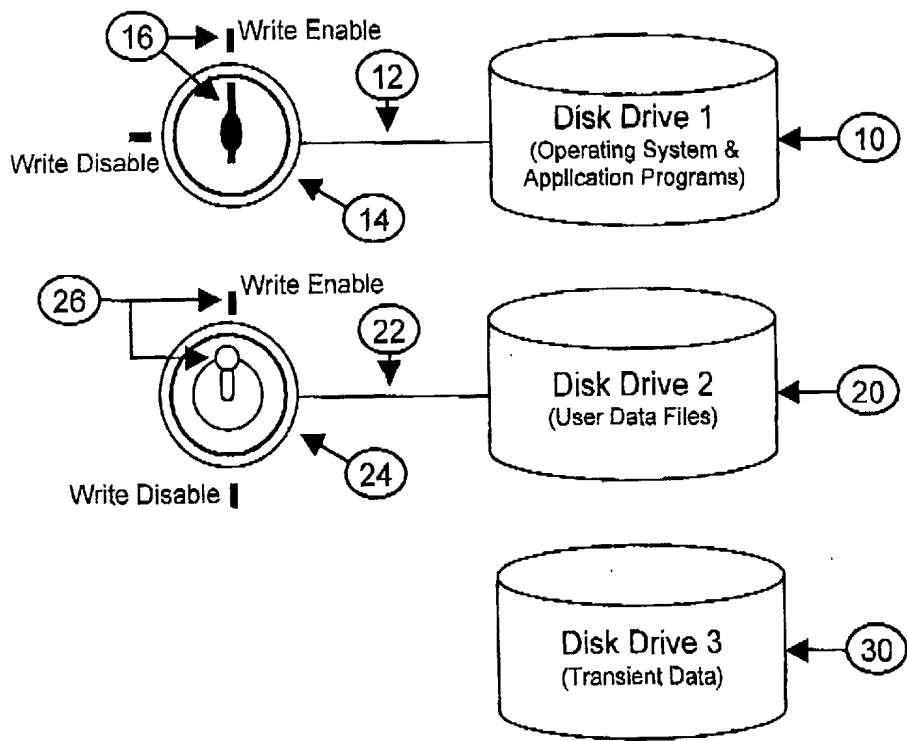 16
Write Enable
12
Disk Drive 1
(Operating System &
Application Programs)
10
Write Disable
14
26
Write Enable
22
Disk Drive 2
(User Data Files)
20
24
Write Disable
Disk Drive 3
(Transient Data)
30